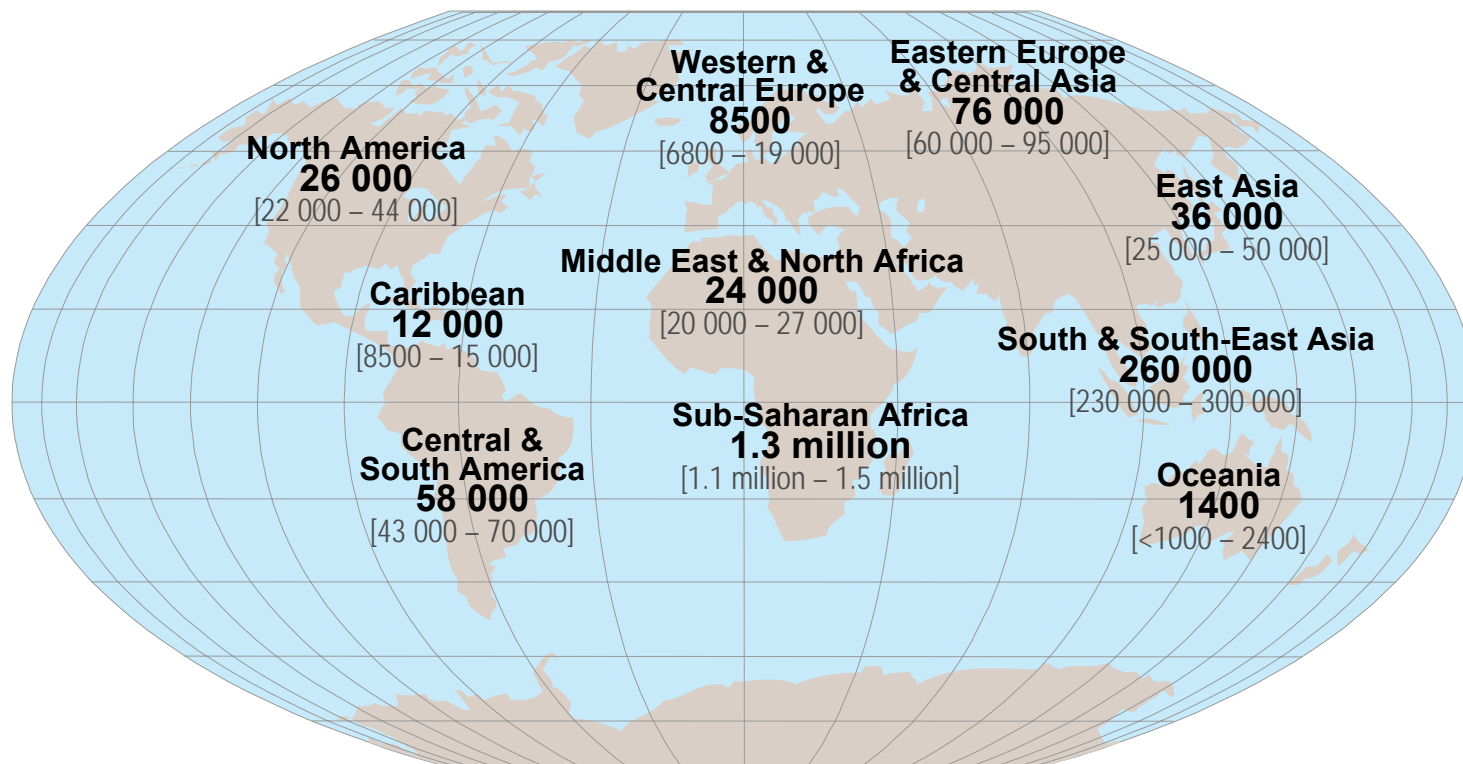 Western &
Central Europe
8500
[6800 – 19 000]
Eastern Europe
& Central Asia
76 000
[60 000 – 95 000]
North America
26 000
[22 000 – 44 000]
East Asia
36 000
[25 000 – 50 000]
Middle East & North Africa
24 000
[20 000 – 27 000]
Caribbean
12 000
[8500 – 15 000]
South & South-East Asia
260 000
[230 000 – 300 000]
Sub-Saharan Africa
1.3 million
[1.1 million – 1.5 million]
Central &
South America
58 000
[43 000 – 70 000]
Oceania
1400
[<1000 – 2400]